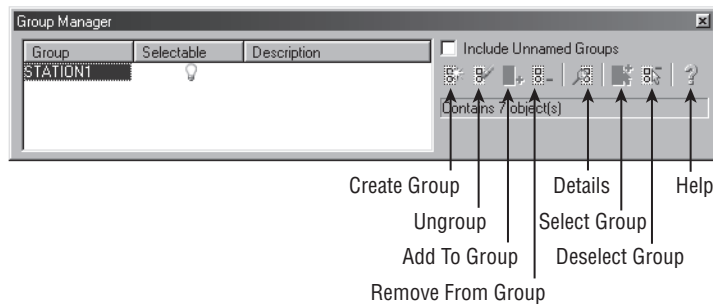 Group Manager
Group Selectable Description
STATION1
Include Unnamed Groups
Contains 7 object(s)
Create Group Details Help
Ungroup Select Group
Add To Group Deselect Group
Remove From Group